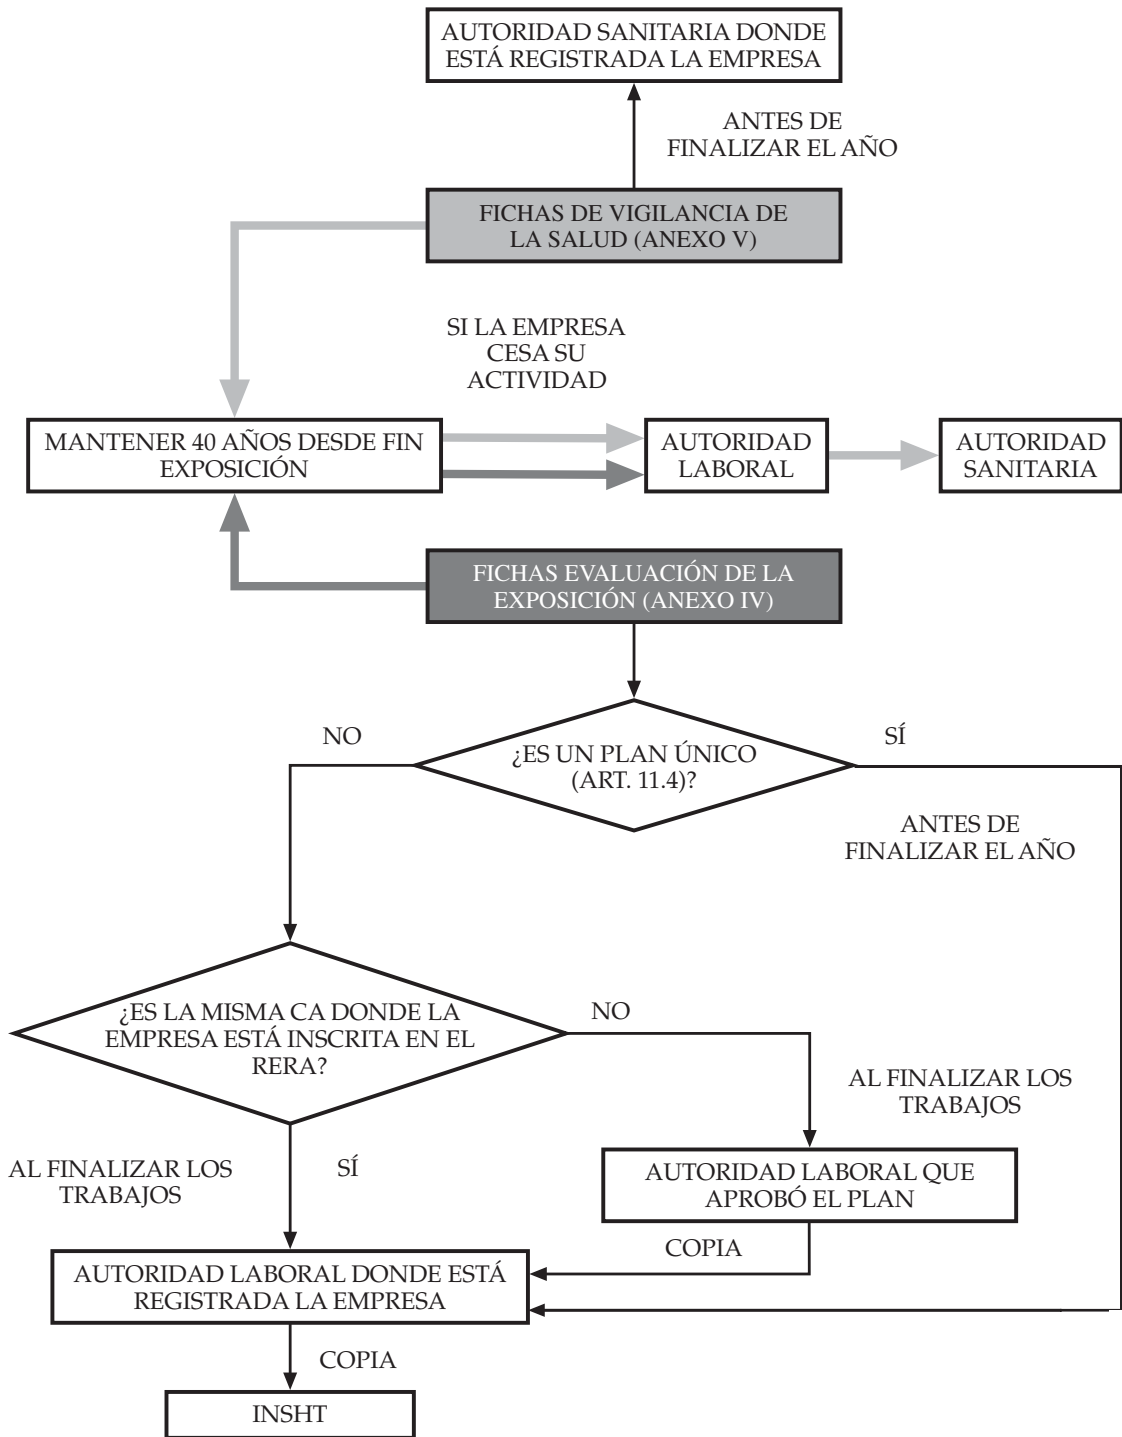 AUTORIDAD SANITARIA DONDE
ESTÁ REGISTRADA LA EMPRESA
ANTES DE
FINALIZAR EL AÑO
FICHAS DE VIGILANCIA DE
LA SALUD (ANEXO V)
SI LA EMPRESA
CESA SU
ACTIVIDAD
MANTENER 40 AÑOS DESDE FIN
EXPOSICIÓN
AUTORIDAD
LABORAL
AUTORIDAD
SANITARIA
FICHAS EVALUACIÓN DE LA
EXPOSICIÓN (ANEXO IV)
NO
¿ES UN PLAN ÚNICO
(ART. 11.4)?
SÍ
ANTES DE
FINALIZAR EL AÑO
¿ES LA MISMA CA DONDE LA
EMPRESA ESTÁ INSCRITA EN EL
RERA?
NO
AL FINALIZAR LOS
TRABAJOS
AL FINALIZAR LOS
TRABAJOS
SÍ
AUTORIDAD LABORAL QUE
APROBÓ EL PLAN
COPIA
AUTORIDAD LABORAL DONDE ESTÁ
REGISTRADA LA EMPRESA
COPIA
INSHT